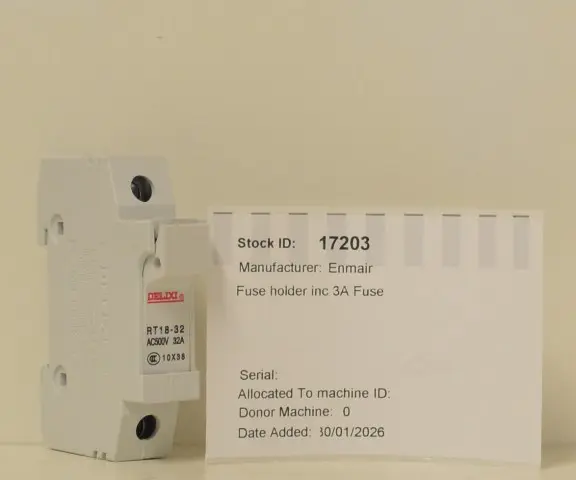 RT18-32
AC500V 32A
CCC 10X38
Stock ID: 17203
Manufacturer: Enmair
Fuse holder inc 3A Fuse
Serial:
Allocated To machine ID:
Donor Machine: 0
Date Added: 30/01/2026